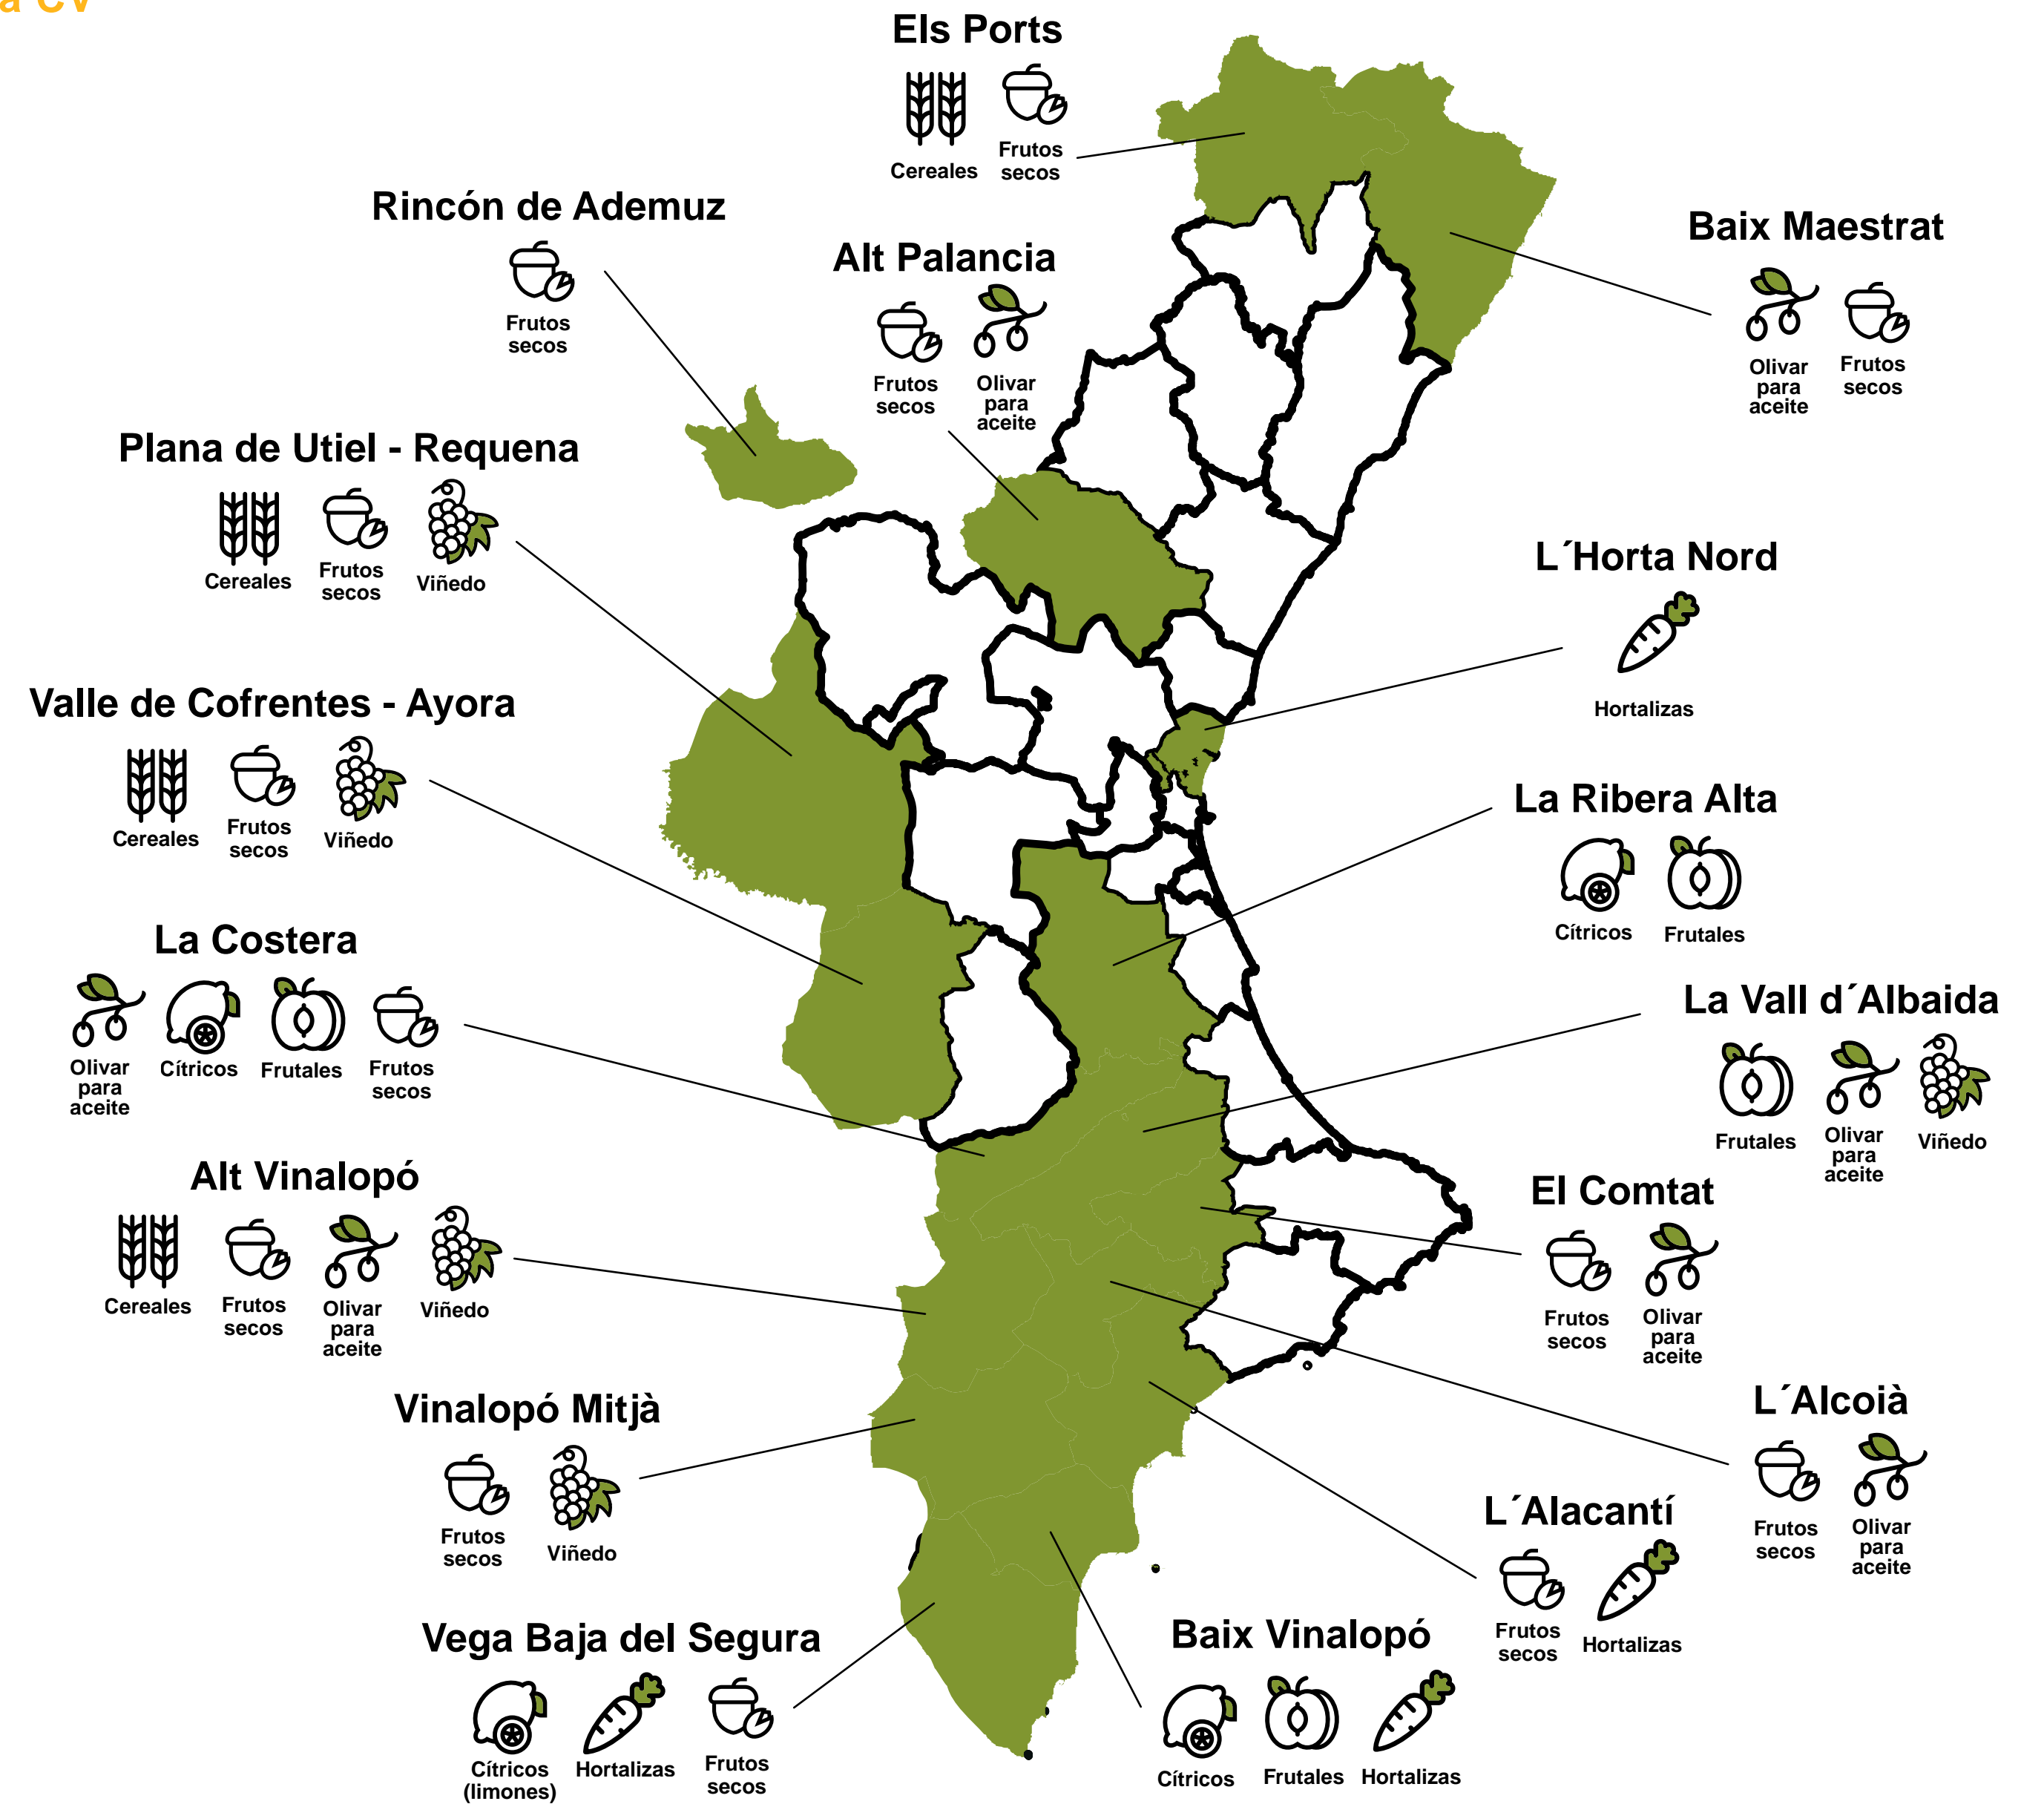 a CV
Els Ports
Cereales
Frutos
secos
Rincón de Ademuz
Frutos
secos
Alt Palancia
Frutos
secos
Olivar
para
aceite
Baix Maestrat
Olivar
para
aceite
Frutos
secos
Plana de Utiel - Requena
Cereales
Frutos
secos
Viñedo
L´Horta Nord
Hortalizas
Valle de Cofrentes - Ayora
Cereales
Frutos
secos
Viñedo
La Ribera Alta
Cítricos
Frutales
La Costera
Olivar
para
aceite
Cítricos
Frutales
Frutos
secos
La Vall d´Albaida
Frutales
Olivar
para
aceite
Viñedo
Alt Vinalopó
Cereales
Frutos
secos
Olivar
para
aceite
Viñedo
El Comtat
Frutos
secos
Olivar
para
aceite
Vinalopó Mitjà
Frutos
secos
Viñedo
L´Alcoià
Frutos
secos
Olivar
para
aceite
L´Alacantí
Frutos
secos
Hortalizas
Vega Baja del Segura
Cítricos
(limones)
Hortalizas
Frutos
secos
Baix Vinalopó
Cítricos
Frutales
Hortalizas